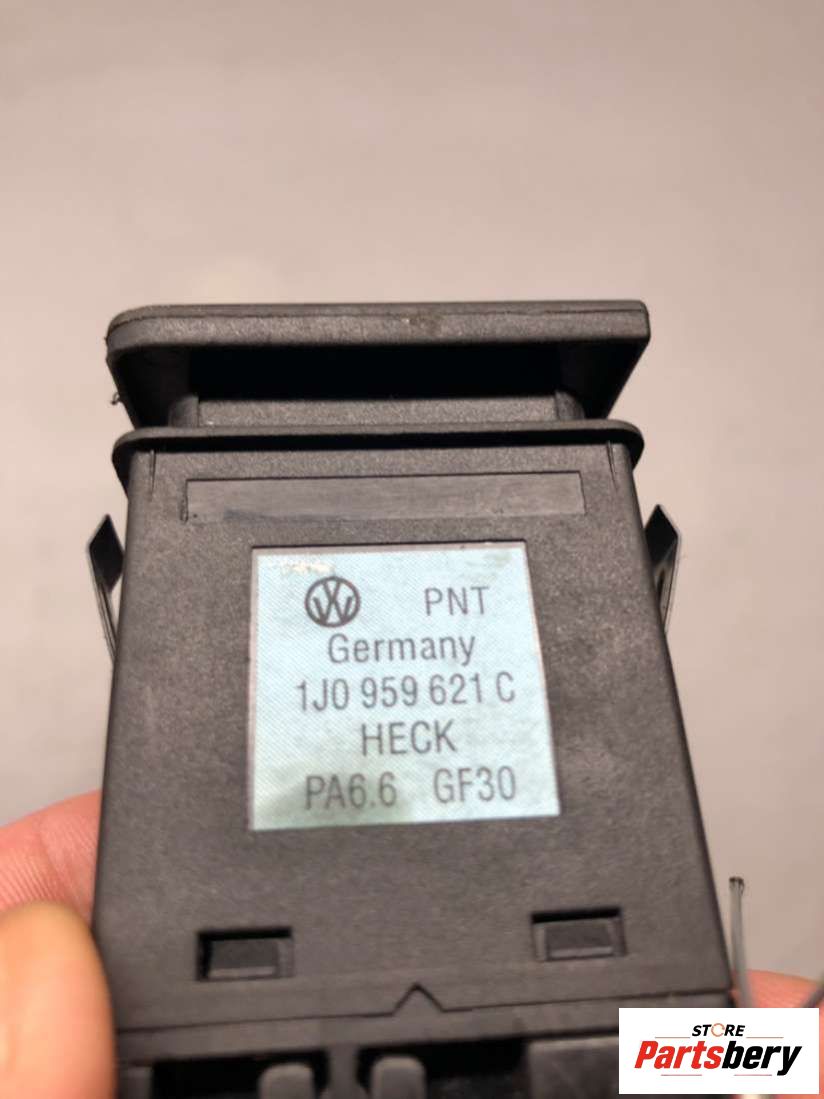 PNT
Germany
1J0 959 621 C
HECK
PA6.6 GF30
STORE
Partsbery